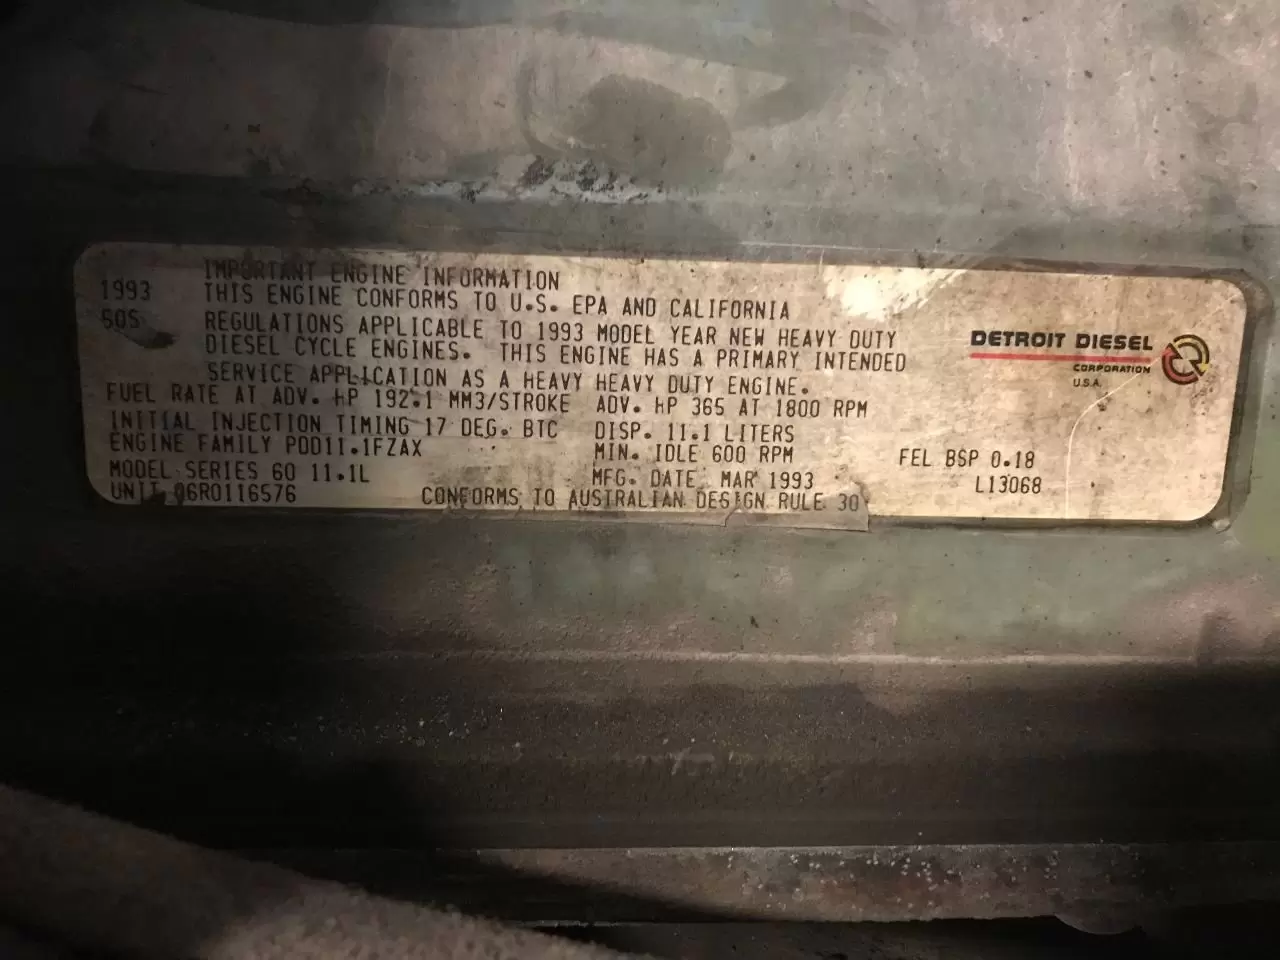 IMPORTANT ENGINE INFORMATION
1993 THIS ENGINE CONFORMS TO U.S. EPA AND CALIFORNIA
50S REGULATIONS APPLICABLE TO 1993 MODEL YEAR NEW HEAVY DUTY
DIESEL CYCLE ENGINES. THIS ENGINE HAS A PRIMARY INTENDED
SERVICE APPLICATION AS A HEAVY HEAVY DUTY ENGINE.
FUEL RATE AT ADV. HP 192.1 MM3/STROKE ADV. HP 365 AT 1800 RPM
INITIAL INJECTION TIMING 17 DEG. BTC DISP. 11.1 LITERS
ENGINE FAMILY PDD11.1FZAX MIN. IDLE 600 RPM FEL BSP 0.18
MODEL SERIES 60 11.1L MFG. DATE MAR 1993 L13068
UNIT 06R0116576 CONFORMS TO AUSTRALIAN DESIGN RULE 30
DETROIT DIESEL
CORPORATION
U.S.A.